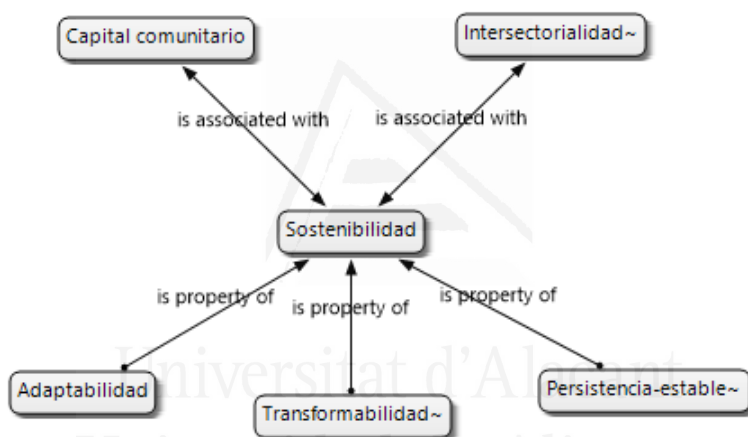 Capital comunitario
Intersectorialidad~
is associated with
is associated with
Sostenibilidad
is property of
is property of
is property of
Adaptabilidad
Transformabilidad~
Persistencia-estable~
Universitat d'Alacant